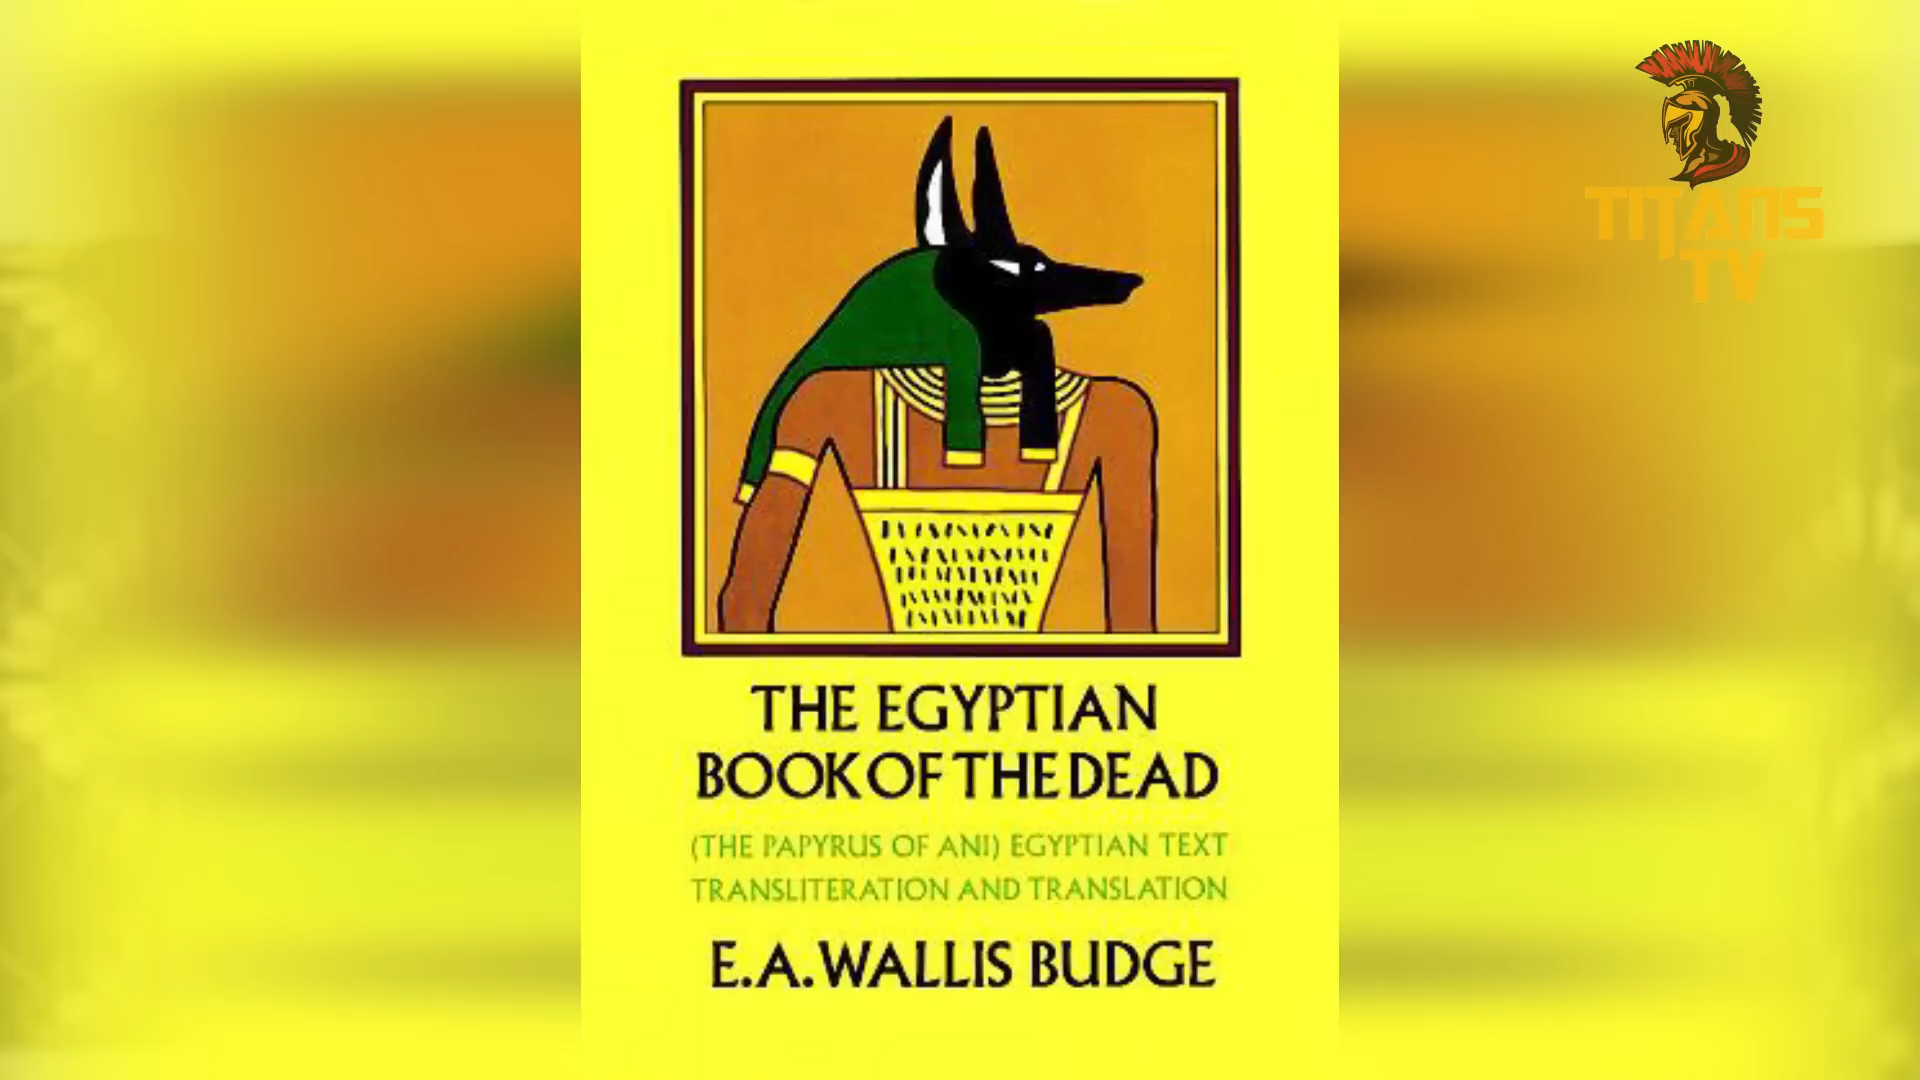 TITANS
TV
THE EGYPTIAN
BOOK OF THE DEAD
(THE PAPYRUS OF ANI) EGYPTIAN TEXT
TRANSLITERATION AND TRANSLATION
E.A. WALLIS BUDGE